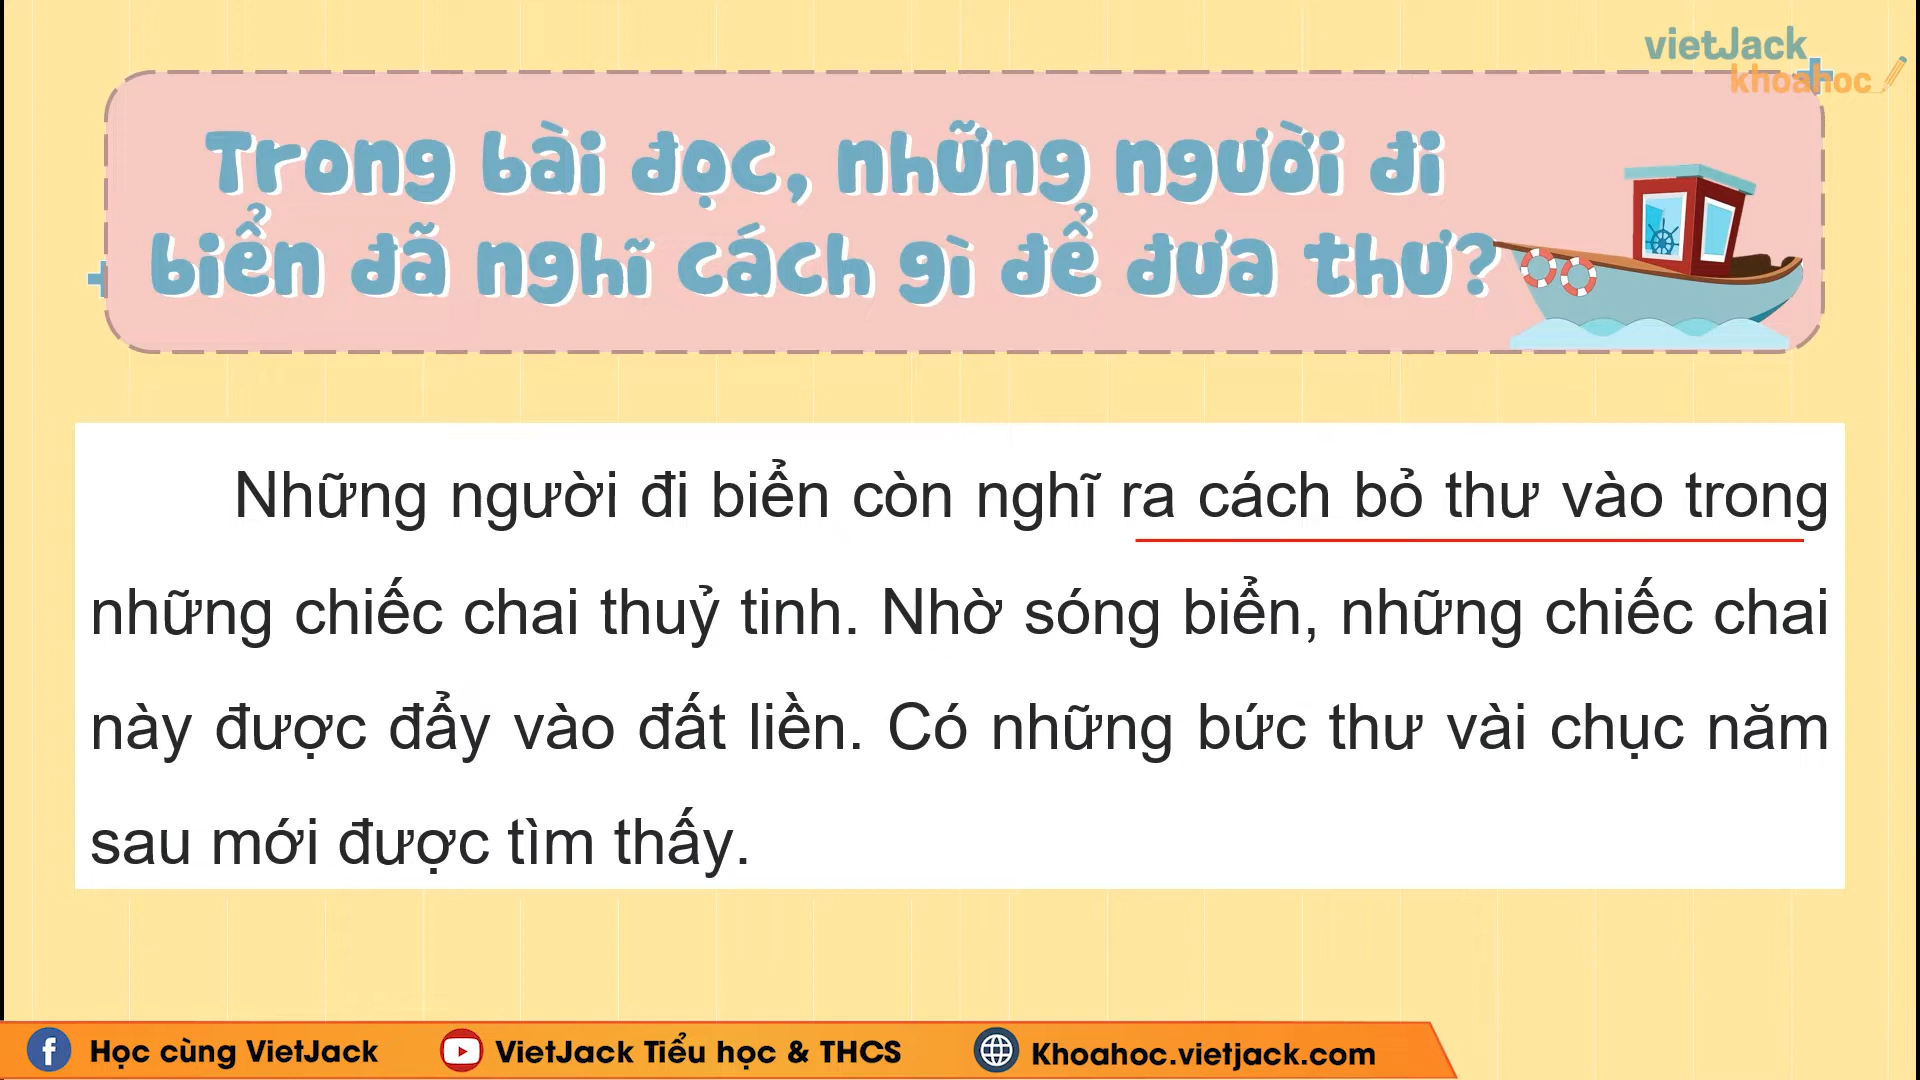 vietJack
khoahoc
Trong bài đọc, những người đi
biển đã nghĩ cách gì để đưa thư?
Những người đi biển còn nghĩ ra cách bỏ thư vào trong
những chiếc chai thuỷ tinh. Nhờ sóng biển, những chiếc chai
này được đẩy vào đất liền. Có những bức thư vài chục năm
sau mới được tìm thấy.
Học cùng VietJack
VietJack Tiểu học & THCS
Khoahoc.vietjack.com